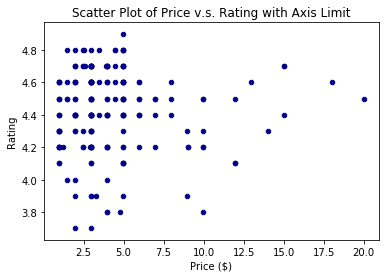 Scatter Plot of Price v.s. Rating with Axis Limit
4.8
4.6
4.4
4.2
4.0
3.8
Rating
2.5 5.0 7.5 10.0 12.5 15.0 17.5 20.0
Price ($)